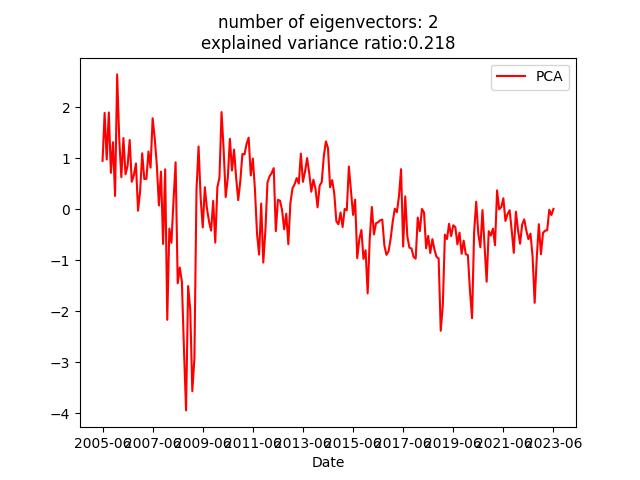 number of eigenvectors: 2
explained variance ratio:0.218
PCA
2
1
0
−1
−2
−3
−4
2005-06 2007-06 2009-06 2011-06 2013-06 2015-06 2017-06 2019-06 2021-06 2023-06
Date